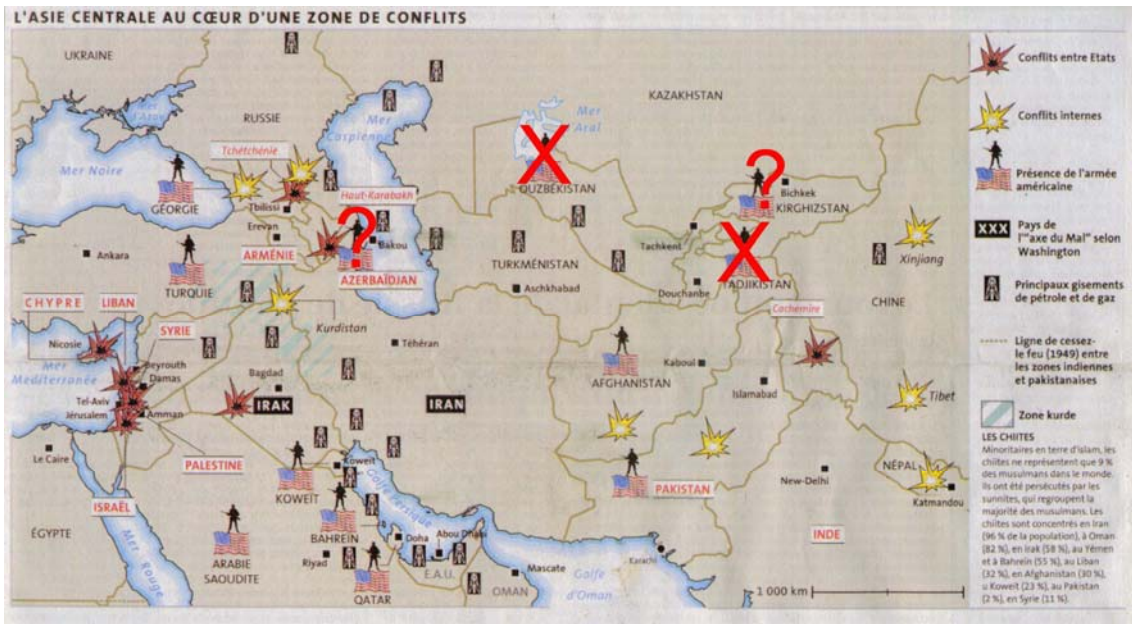 L'ASIE CENTRALE AU CŒUR D'UNE ZONE DE CONFLITS
UKRAINE
Mer
d'Azov
RUSSIE
Mer
Caspienne
KAZAKHSTAN
Mer
d'Aral
Mer Noire
Tchétchénie
X
?
GÉORGIE
Haut-Karabakh
OUZBÉKISTAN
Bichkek
KIRGHIZSTAN
Tbilissi
Erevan
?
X
Ankara
ARMÉNIE
Bakou
Tachkent
Xinjiang
TURQUIE
AZERBAÏDJAN
TURKMÉNISTAN
TADJIKISTAN
Aschkhabad
Douchanbe
CHINE
CHYPRE
LIBAN
Cachemire
SYRIE
Kurdistan
Nicosie
Téhéran
Mer
Méditerranée
Beyrouth
Damas
Bagdad
Kaboul
AFGHANISTAN
Islamabad
Tel-Aviv
Jérusalem
Amman
IRAK
IRAN
Tibet
Le Caire
PALESTINE
Koweit
KOWEÏT
PAKISTAN
NÉPAL
New-Delhi
Katmandou
ISRAËL
Golfe Persique
ÉGYPTE
Mer Rouge
BAHREIN
Doha
Abou Dhabi
INDE
ARABIE
SAOUDITE
Riyad
Karachi
QATAR
E.A.U.
Mascate
OMAN
Golfe
d'Oman
1 000 km
Conflits entre Etats
Conflits internes
Présence de l'armée
américaine
XXX
Pays de
l'"axe du Mal" selon
Washington
Principaux gisements
de pétrole et de gaz
Ligne de cessez-
le feu (1949) entre
les zones indiennes
et pakistanaises
Zone kurde
LES CHIITES
Minoritaires en terre d'islam, les
chiites ne représentent que 9 %
des musulmans dans le monde.
Ils ont été persécutés par les
sunnites, qui regroupent la
majorité des musulmans. Les
chiites sont concentrés en Iran
(96 % de la population), à Oman
(82 %), en Irak (58 %), au Yémen
et à Bahrein (55 %), au Liban
(32 %), en Afghanistan (30 %),
u Koweit (23 %), au Pakistan
(2 %), en Syrie (11 %).